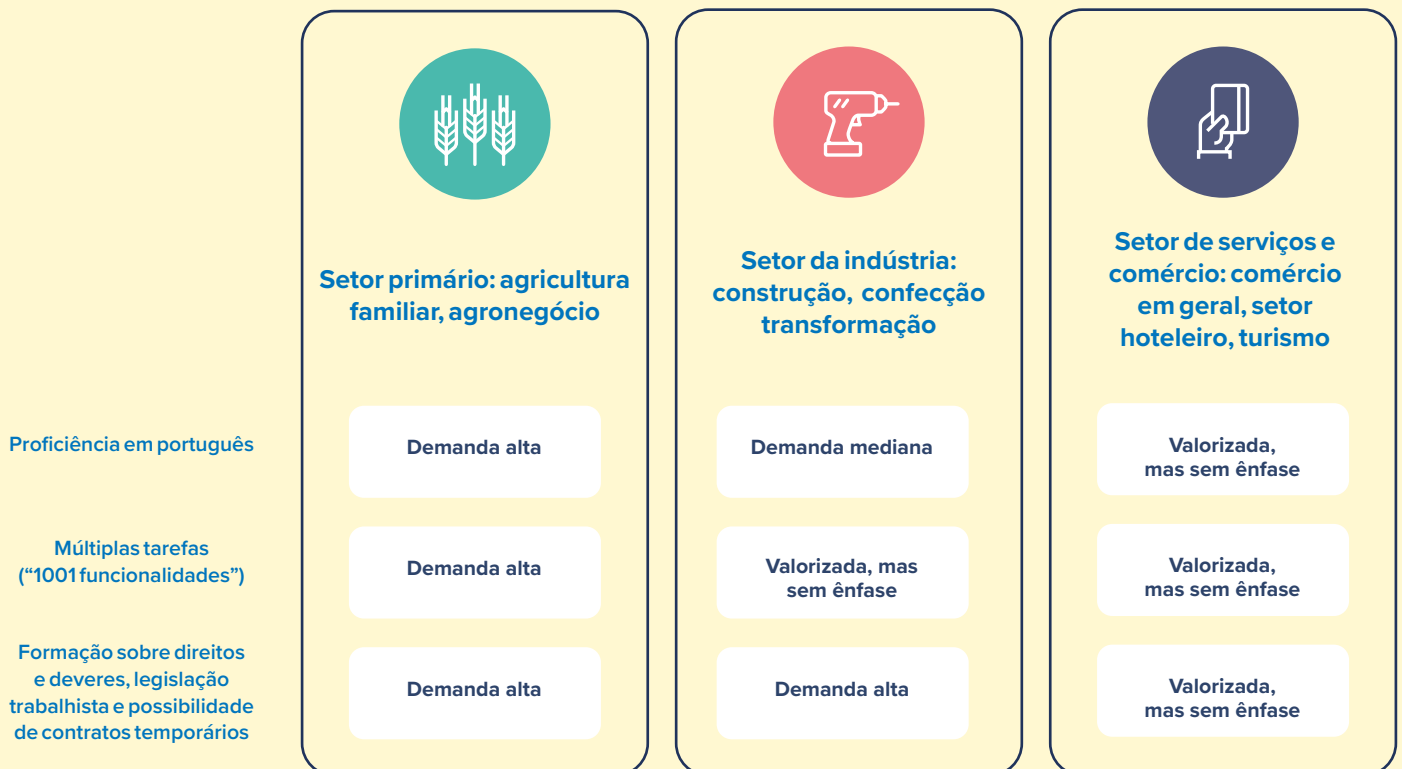 Setor primário: agricultura
familiar, agronegócio
Setor da indústria:
construção, confecção
transformação
Setor de serviços e
comércio: comércio
em geral, setor
hoteleiro, turismo
Proficiência em português
Demanda alta
Demanda mediana
Valorizada,
mas sem ênfase
Múltiplas tarefas
(“1001 funcionalidades”)
Demanda alta
Valorizada, mas
sem ênfase
Valorizada,
mas sem ênfase
Formação sobre direitos
e deveres, legislação
trabalhista e possibilidade
de contratos temporários
Demanda alta
Demanda alta
Valorizada,
mas sem ênfase